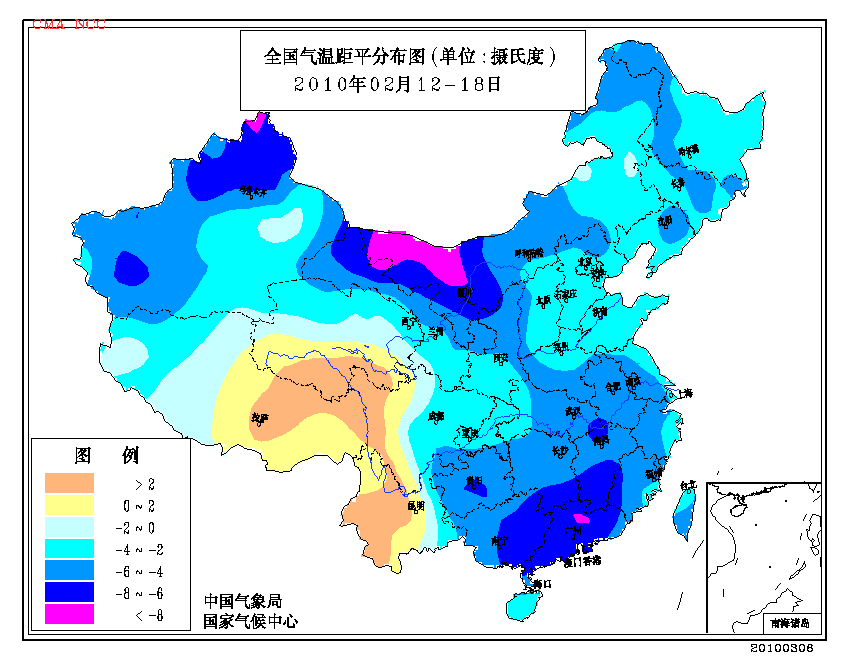 CMA NCC
全国气温距平分布图(单位:摄氏度)
2010年02月12-18日
哈尔滨
长春
沈阳
乌鲁木齐
呼和浩特
北京
天津
银川
太原
石家庄
济南
西宁
兰州
郑州
西安
合肥
南京
上海
拉萨
成都
重庆
武汉
南昌
长沙
贵阳
福州
台北
昆明
南宁
广州
澳门香港
海口
图 例
>2
0~2
-2~0
-4~-2
-6~-4
-8~-6
<-8
中国气象局
国家气候中心
南海诸岛
20100306